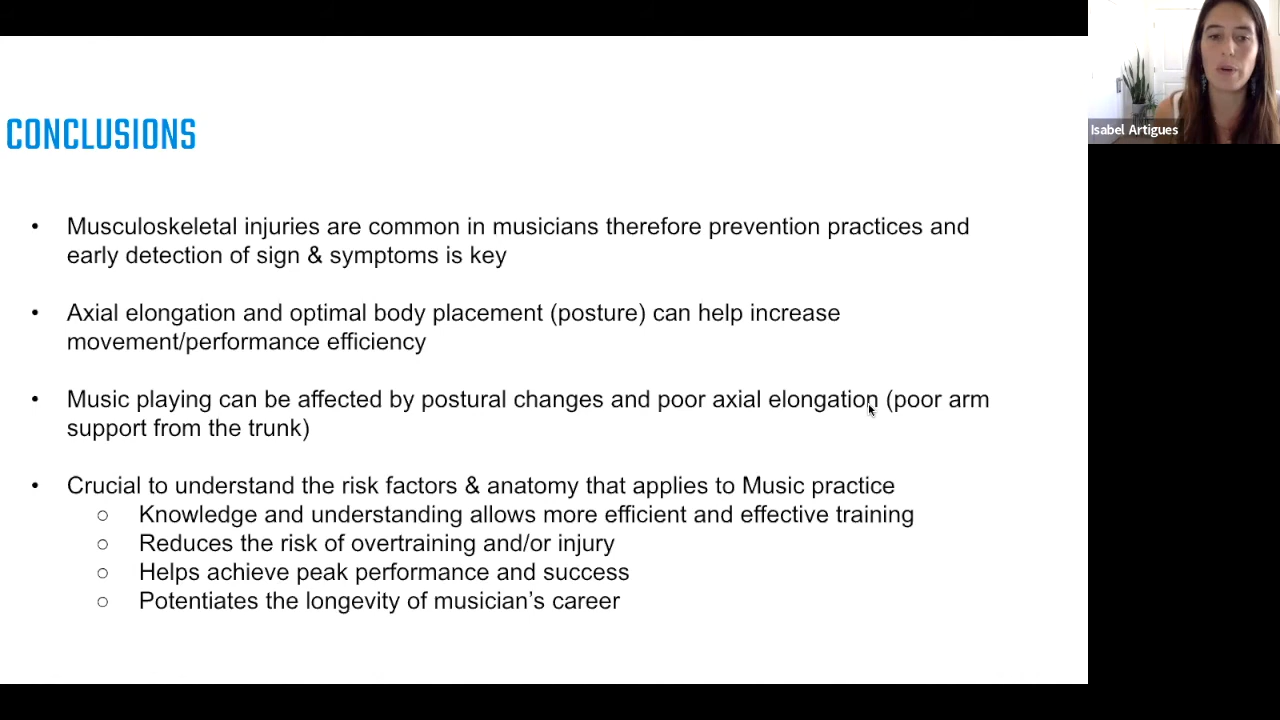 CONCLUSIONS
• Musculoskeletal injuries are common in musicians therefore prevention practices and
early detection of sign & symptoms is key
• Axial elongation and optimal body placement (posture) can help increase
movement/performance efficiency
• Music playing can be affected by postural changes and poor axial elongation (poor arm
support from the trunk)
• Crucial to understand the risk factors & anatomy that applies to Music practice
○ Knowledge and understanding allows more efficient and effective training
○ Reduces the risk of overtraining and/or injury
○ Helps achieve peak performance and success
○ Potentiates the longevity of musician’s career
Isabel Artigues